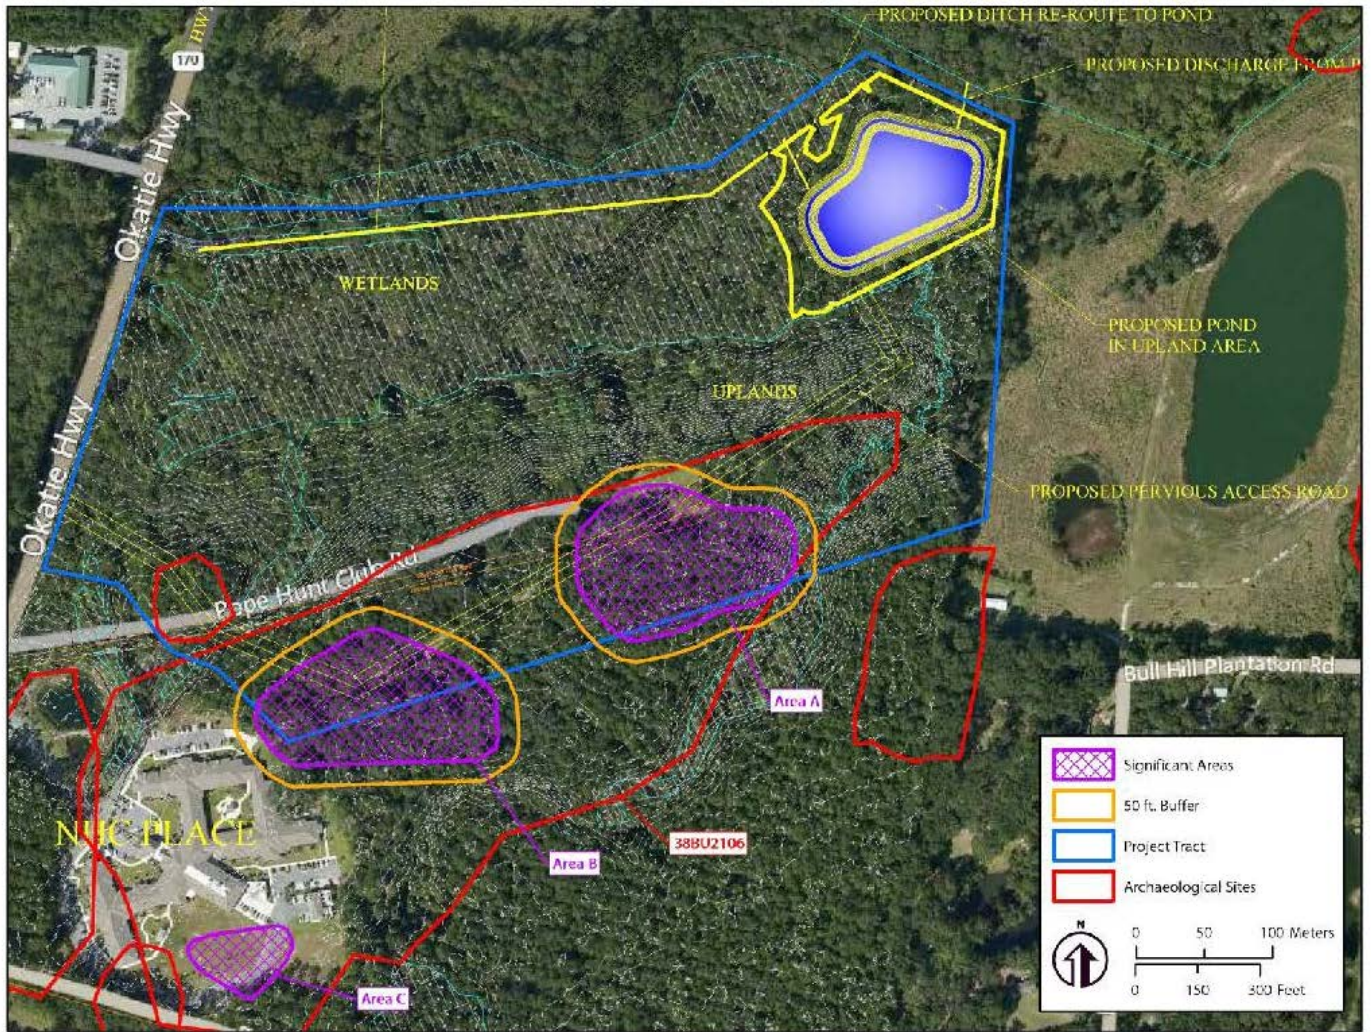 PROPOSED DITCH RE-ROUTE TO POND
HWY
170
PROPOSED DISCHARGE FROM P
Okatie Hwy
WETLANDS
PROPOSED POND
IN UPLAND AREA
UPLANDS
Okatie Hwy
PROPOSED PERVIOUS ACCESS ROAD
Pope Hunt Club Rd
Bull Hill Plantation Rd
Area A
NHC PLACE
38BU2106
Area B
Area C
Significant Areas
50 ft. Buffer
Project Tract
Archaeological Sites
N
0 50 100 Meters
0 150 300 Feet